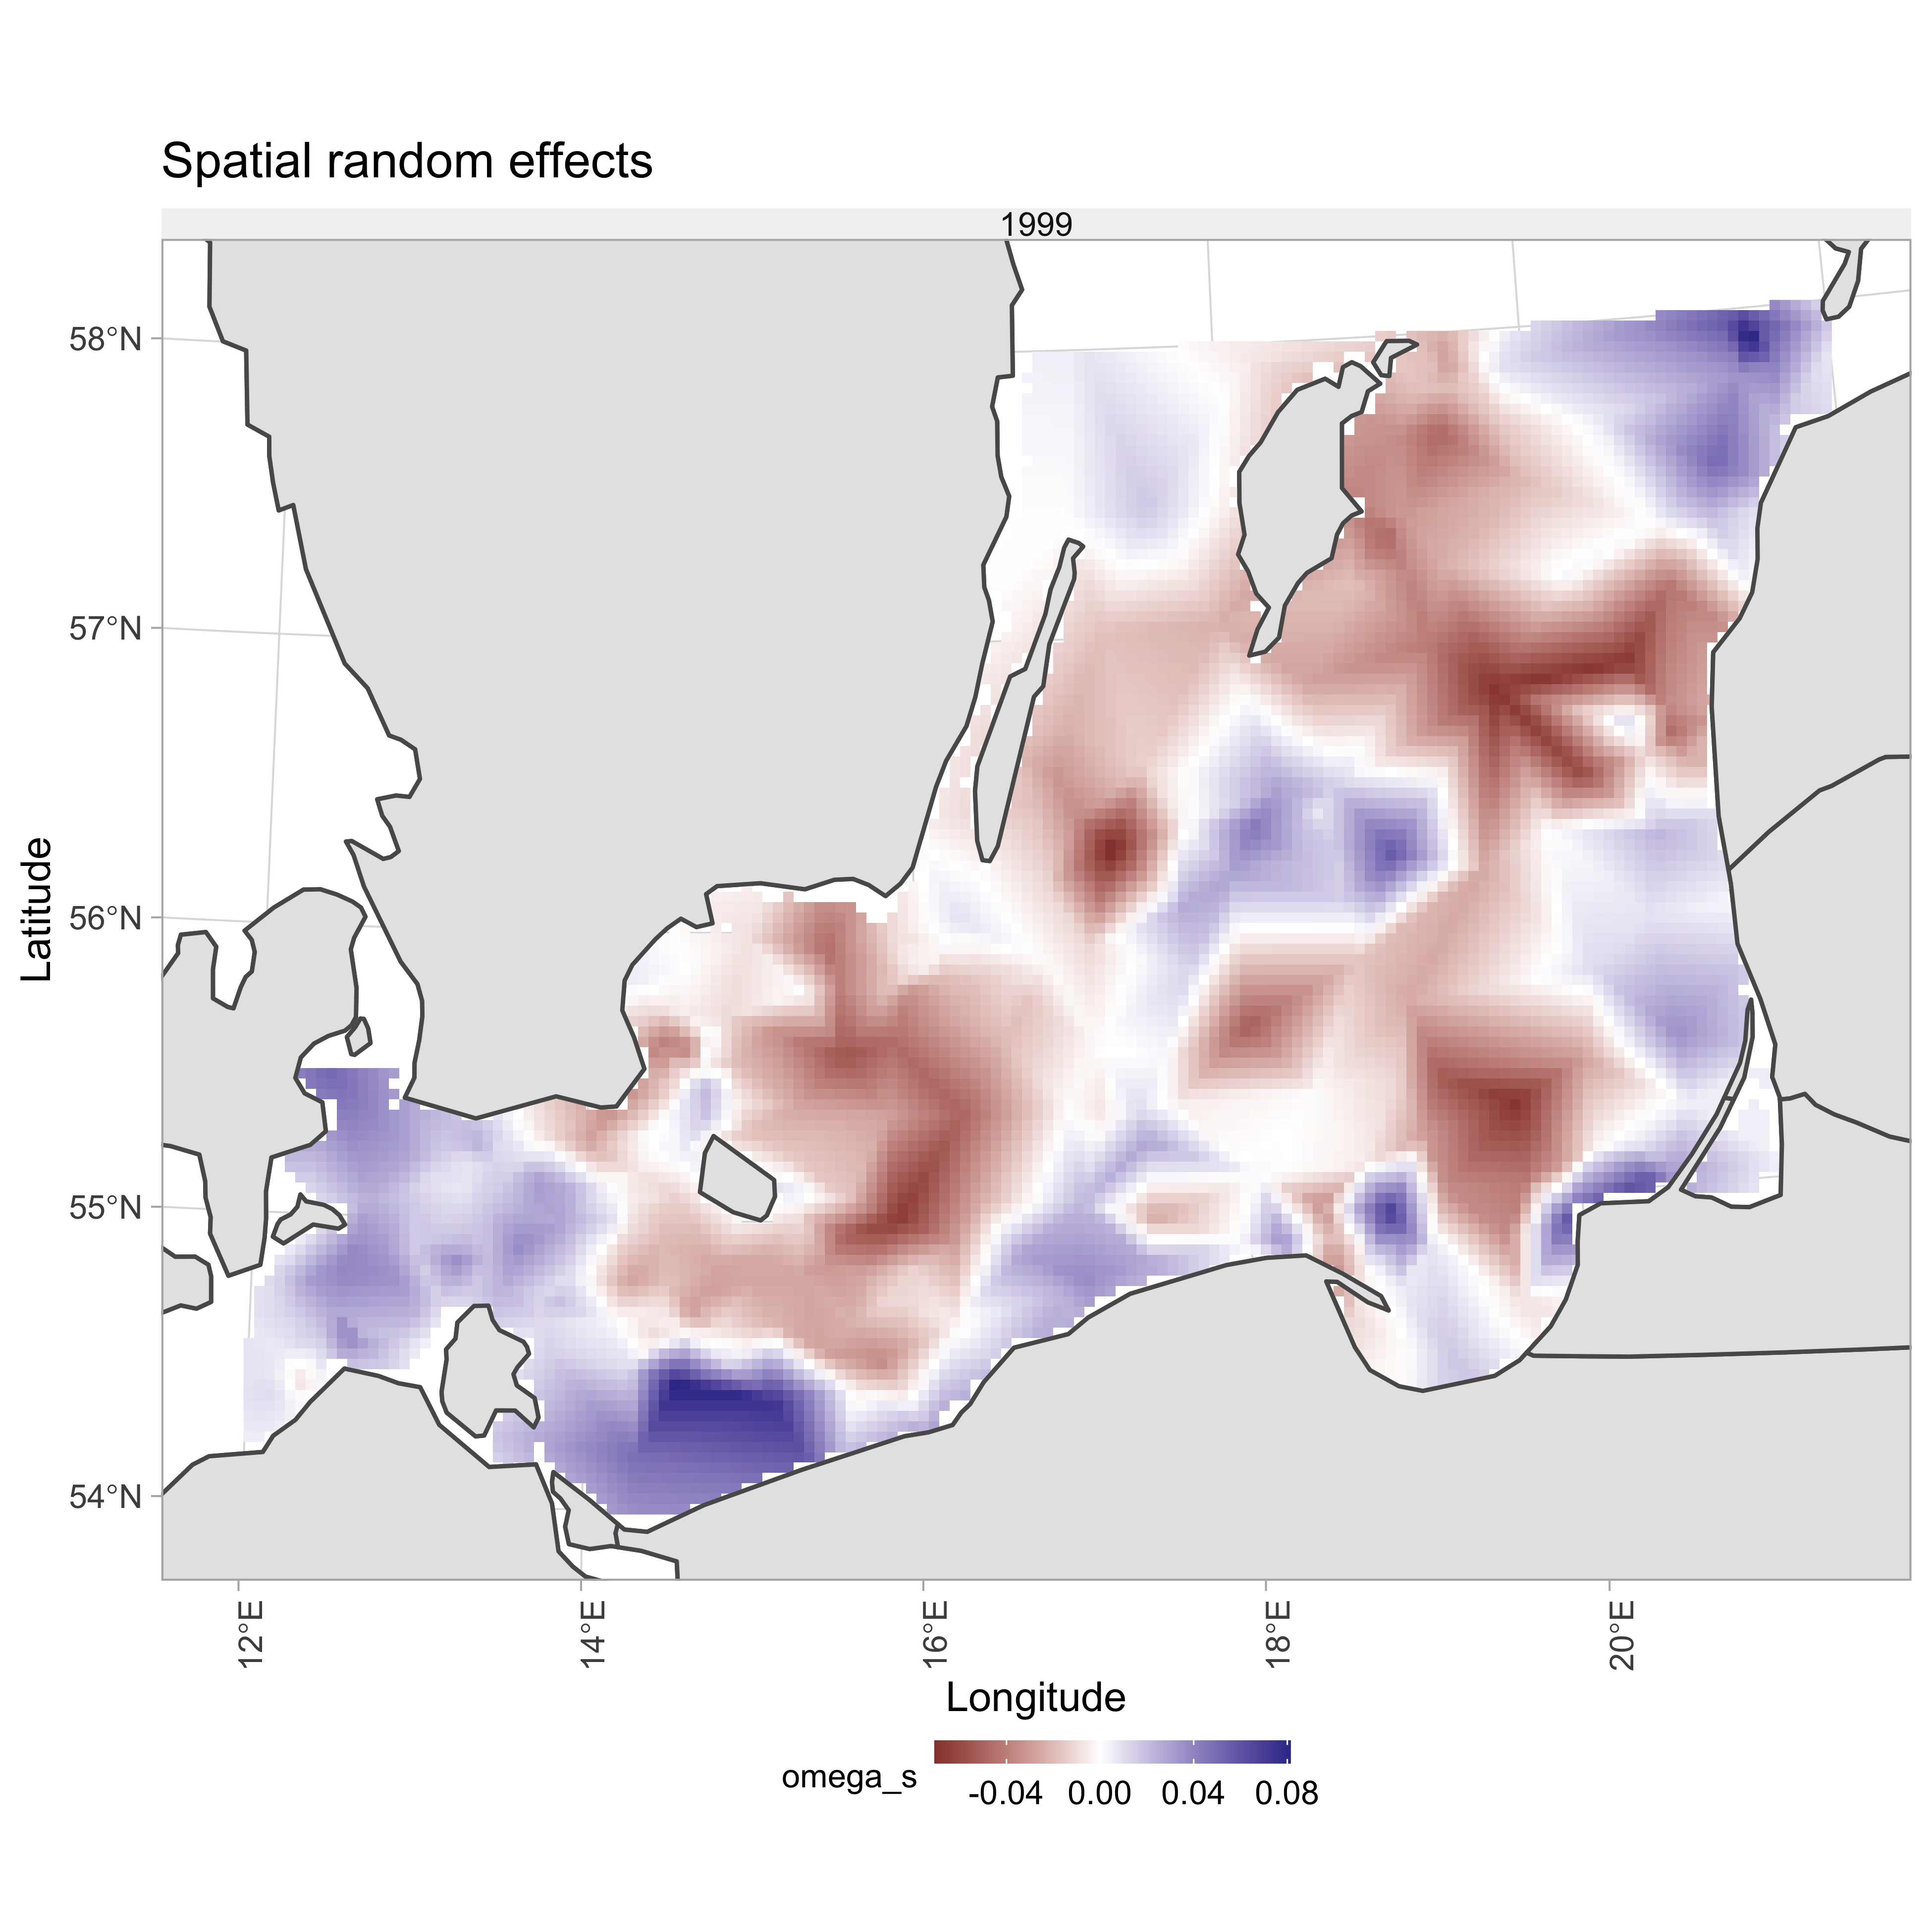 Spatial random effects
1999
58°N
57°N
56°N
55°N
54°N
Latitude
12°E
14°E
16°E
18°E
20°E
Longitude
omega_s
-0.04
0.00
0.04
0.08